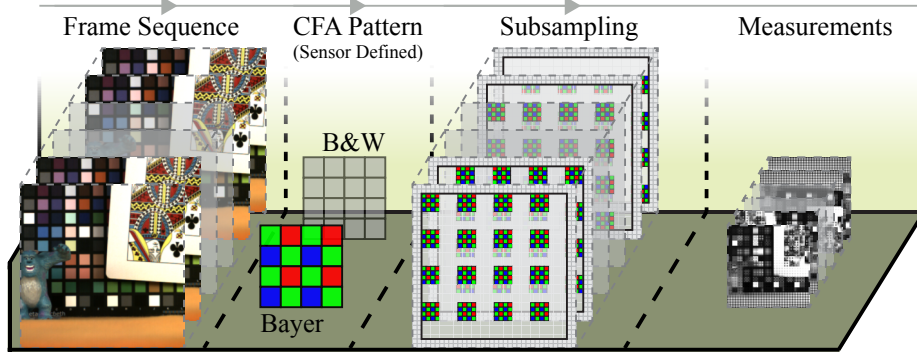 Frame Sequence
CFA Pattern
(Sensor Defined)
Subsampling
Measurements
B&W
Bayer